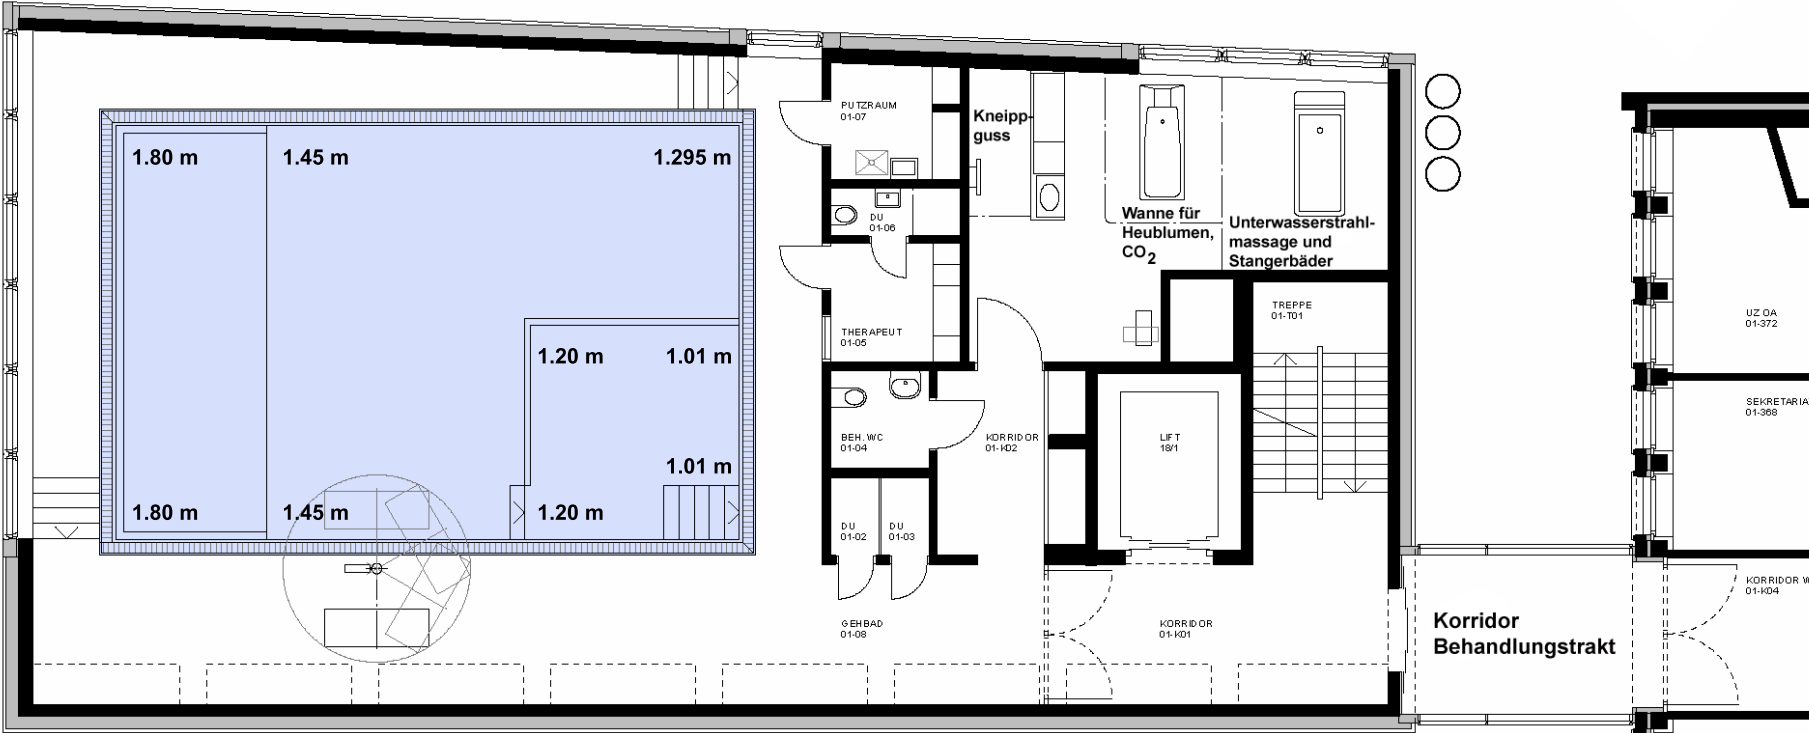 1.80 m
1.45 m
1.295 m
1.20 m
1.01 m
1.01 m
1.80 m
1.45 m
1.20 m
PUTZRAUM
01-07
DU
01-06
THERAPEUT
01-05
BEH. WC
01-04
DU
01-02
DU
01-03
GEHBAD
01-08
Kneipp-
guss
Wanne für
Heublumen,
CO2
Unterwasserstrahl-
massage und
Stangerbäder
TREPPE
01-T01
KORRIDOR
01-K02
LIFT
18/1
KORRIDOR
01-K01
Korridor
Behandlungstrakt
UZ OA
01-372
SEKRETARIA
01-368
KORRIDOR W
01-K04